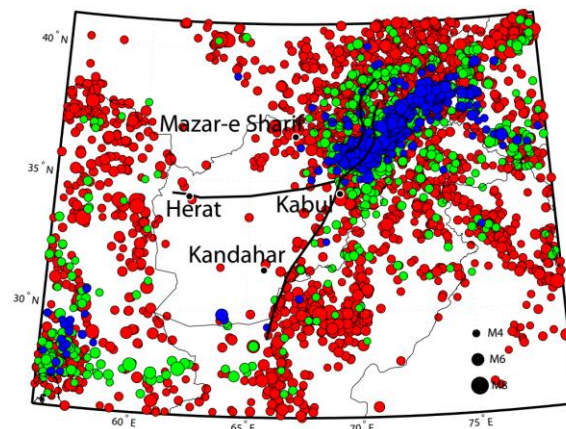 40° N
35° N
30° N
60° E
65° E
70° E
75° E
Mazar-e Sharif
Herat
Kabul
Kandahar
M4
M6
M8